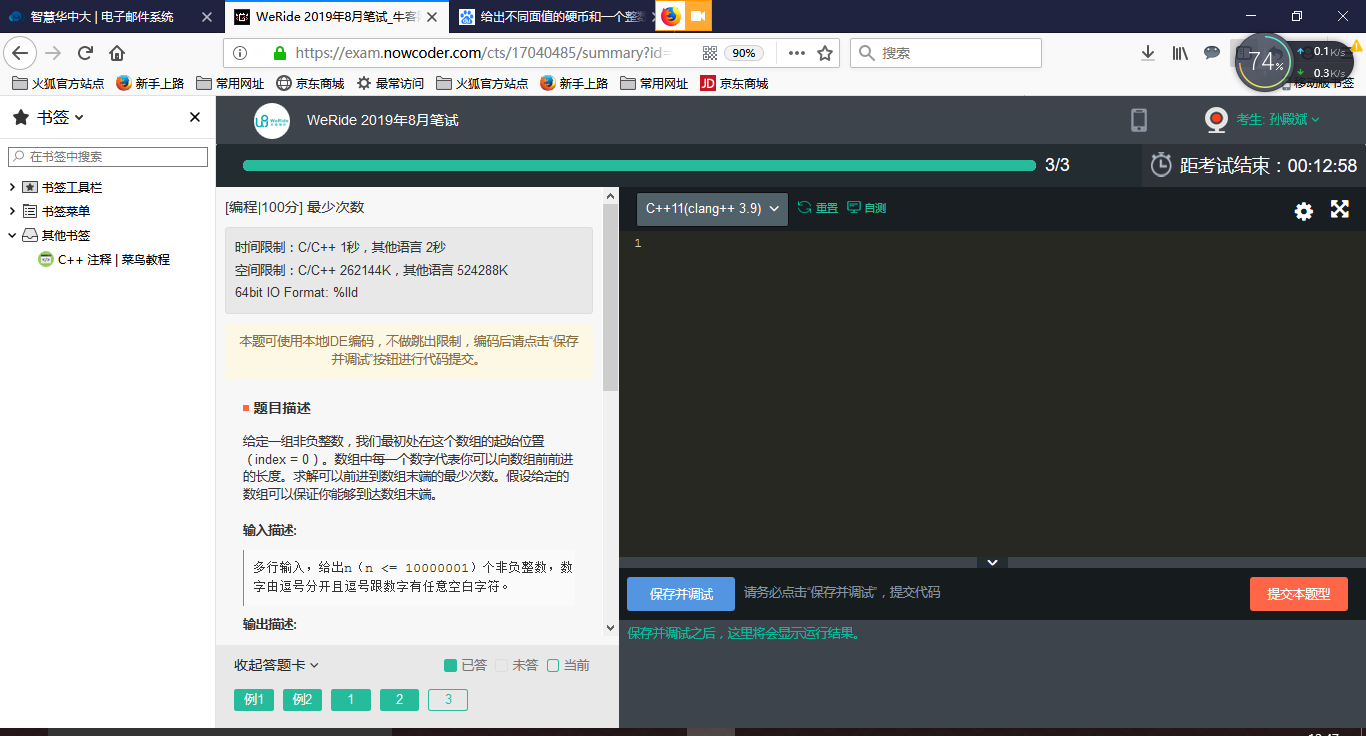 智慧华中大 | 电子邮件系统
WeRide 2019年8月笔试_牛客
给出不同面值的硬币和一个整
https://exam.nowcoder.com/cts/17040485/summary?id=
90%
搜索
74%
0.1K/s
0.3K/s
火狐官方站点
新手上路
常用网址
京东商城
最常访问
火狐官方站点
新手上路
常用网址
JD 京东商城
移动版书签
书签
WeRide
WeRide 2019年8月笔试
考生: 孙殿斌
在书签中搜索
3/3
距考试结束：00:12:58
书签工具栏
书签菜单
其他书签
C++ 注释 | 菜鸟教程
[编程|100分] 最少次数
C++11(clang++ 3.9)
重置
自测
1
时间限制：C/C++ 1秒，其他语言 2秒
空间限制：C/C++ 262144K，其他语言 524288K
64bit IO Format: %lld
本题可使用本地IDE编码，不做跳出限制，编码后请点击“保存
并调试”按钮进行代码提交。
题目描述
给定一组非负整数，我们最初处在这个数组的起始位置
（index = 0）。数组中每一个数字代表你可以向数组前前进
的长度。求解可以前进到数组末端的最少次数。假设给定的
数组可以保证你能够到达数组末端。
输入描述:
多行输入，给出n（n <= 10000001）个非负整数，数
字由逗号分开且逗号跟数字有任意空白字符。
输出描述:
保存并调试
请务必点击“保存并调试”，提交代码
提交本题型
保存并调试之后，这里将会显示运行结果。
收起答题卡
已答
未答
当前
例1
例2
1
2
3